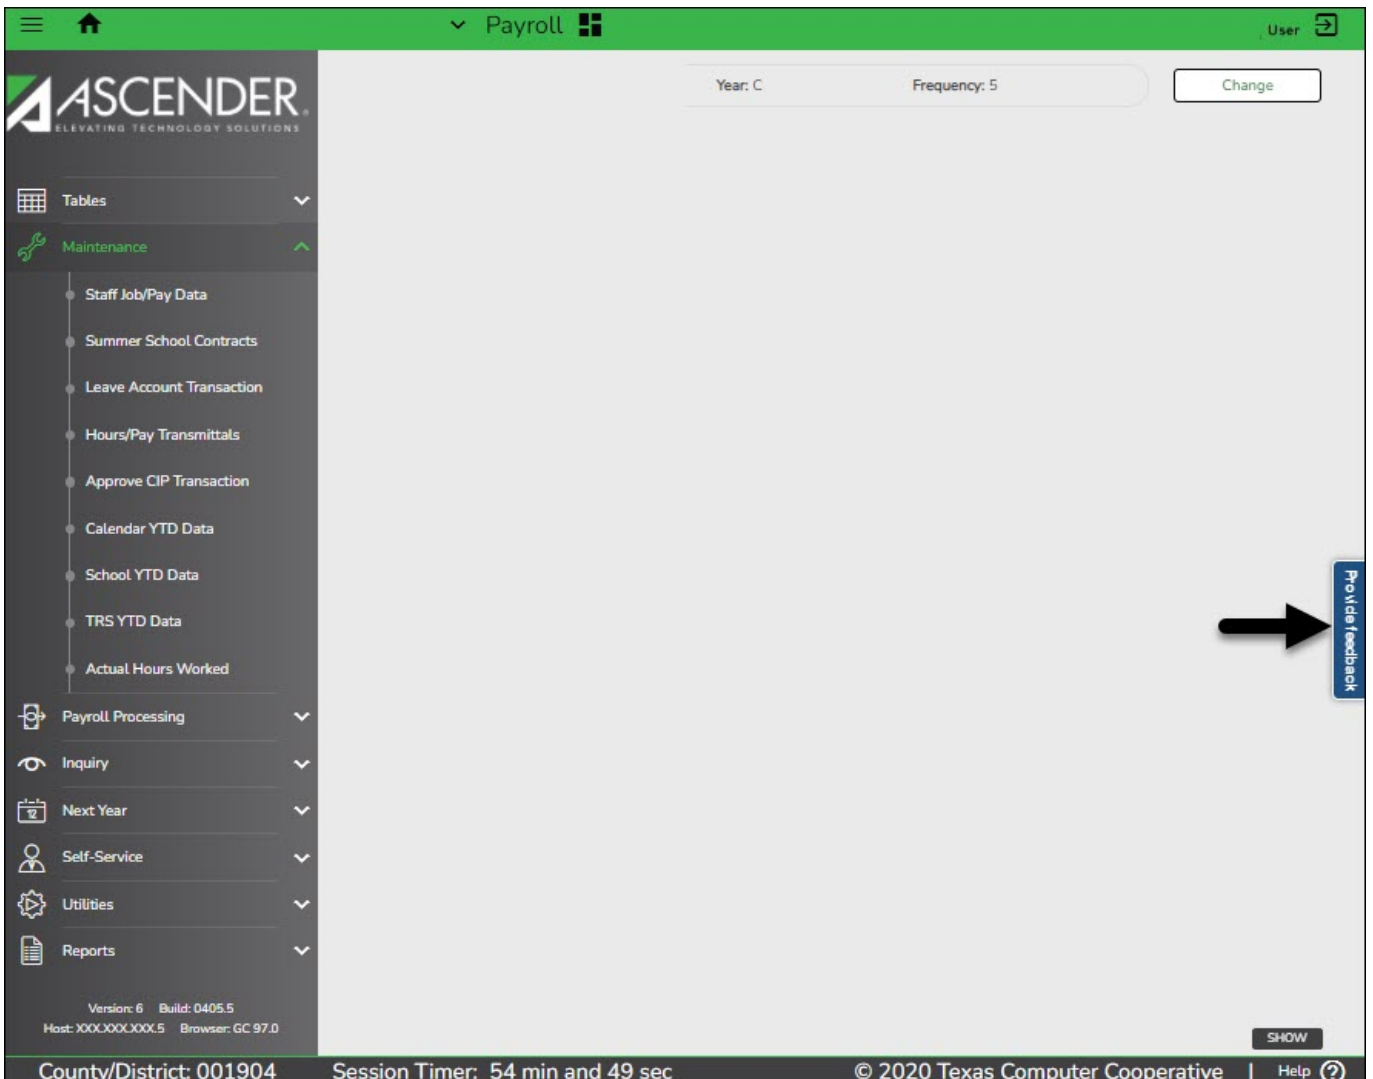 Payroll
User
ASCENDER.
ELEVATING TECHNOLOGY SOLUTIONS
Year: C
Frequency: 5
Change
Tables
Maintenance
Staff Job/Pay Data
Summer School Contracts
Leave Account Transaction
Hours/Pay Transmittals
Approve CIP Transaction
Calendar YTD Data
School YTD Data
TRS YTD Data
Actual Hours Worked
Payroll Processing
Inquiry
12
Next Year
Self-Service
Utilities
Reports
Version: 6 Build: 0405.5
Host: XXX.XXX.XXX.5 Browser: GC 97.0
Provide feedback
SHOW
County/District: 001904 Session Timer: 54 min and 49 sec © 2020 Texas Computer Cooperative | Help ?